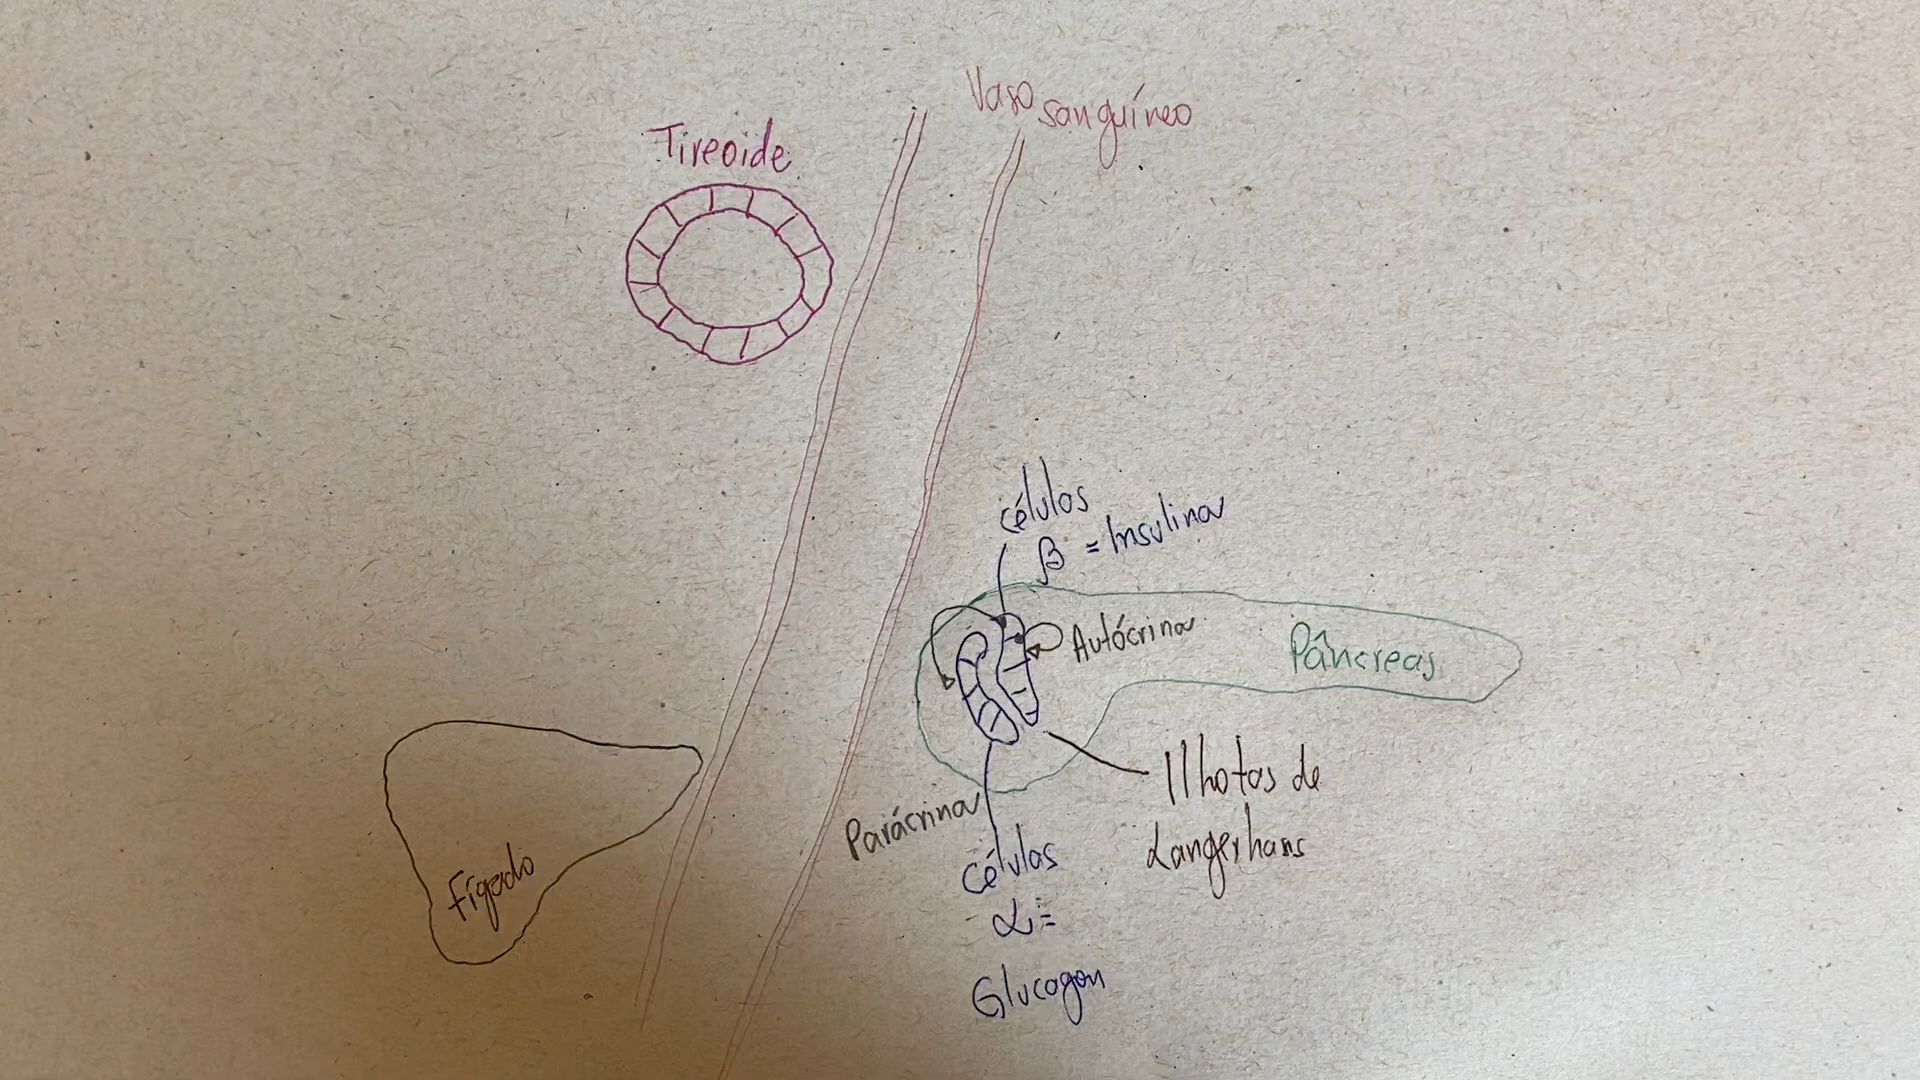 Vaso sanguíneo
Tireoide
células
β = Insulina
Autócrina
Pâncreas
Ilhotas de
Langerhans
Parácrina
Células
α =
Glucagon
Fígado